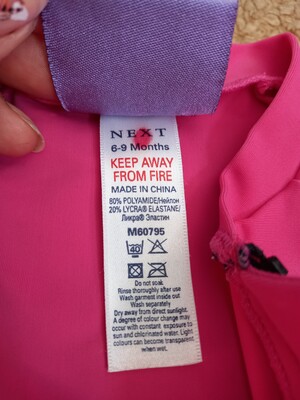 NEXT
6-9 Months
KEEP AWAY
FROM FIRE
MADE IN CHINA
80% POLYAMIDE/Нейлон
20% LYCRA® ELASTANE/
Ликра® Эластин
M60795
40
Do not soak
Rinse thoroughly after use
Wash garment inside out
Wash separately
Dry away from direct sunlight.
A degree of colour change may
occur with constant exposure to
sun and chlorinated water. Light
colours can become transparent
when wet.